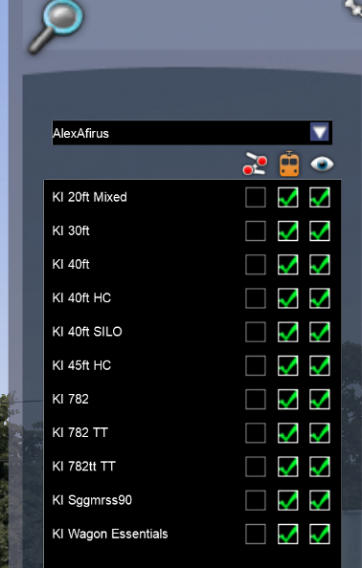 AlexAfirus
KI 20ft Mixed
KI 30ft
KI 40ft
KI 40ft HC
KI 40ft SILO
KI 45ft HC
KI 782
KI 782 TT
KI 782tt TT
KI Sggmrss90
KI Wagon Essentials